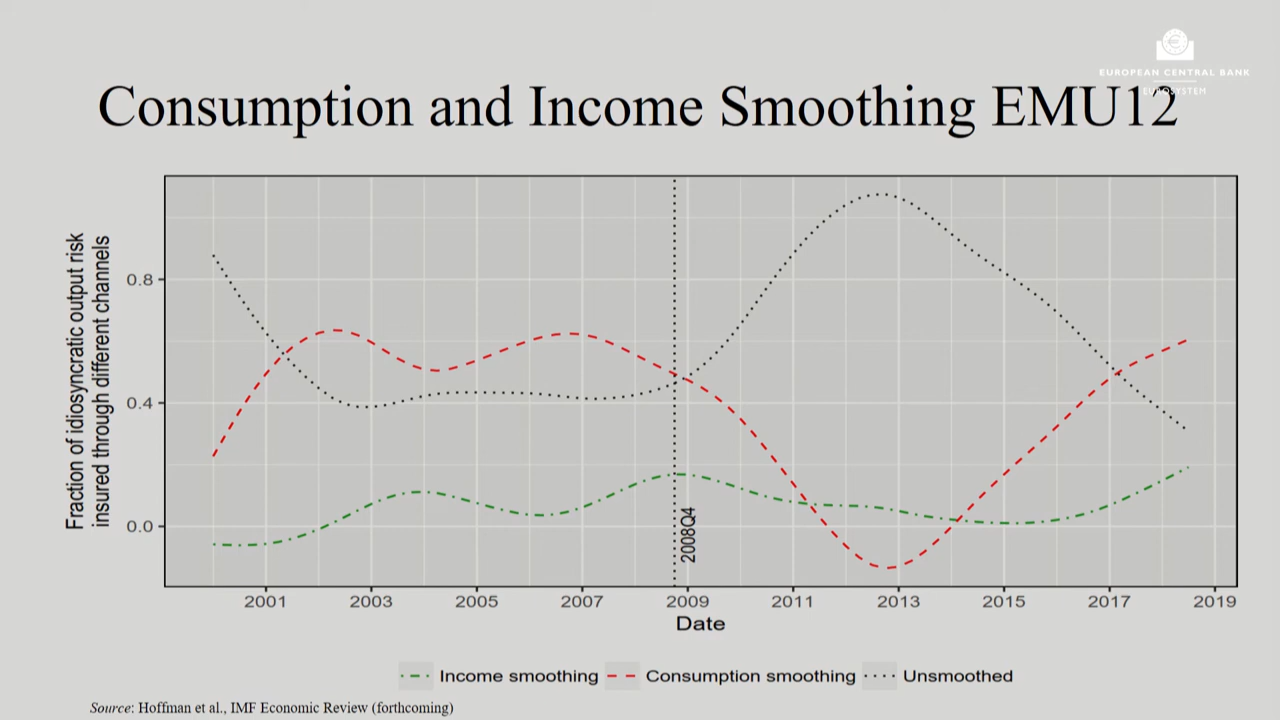 EUROPEAN CENTRAL BANK
EUROSYSTEM
Consumption and Income Smoothing EMU12
Fraction of idiosyncratic output risk
insured through different channels
0.8
0.4
0.0
2008Q4
2001 2003 2005 2007 2009 2011 2013 2015 2017 2019
Date
Income smoothing Consumption smoothing Unsmoothed
Source: Hoffman et al., IMF Economic Review (forthcoming)